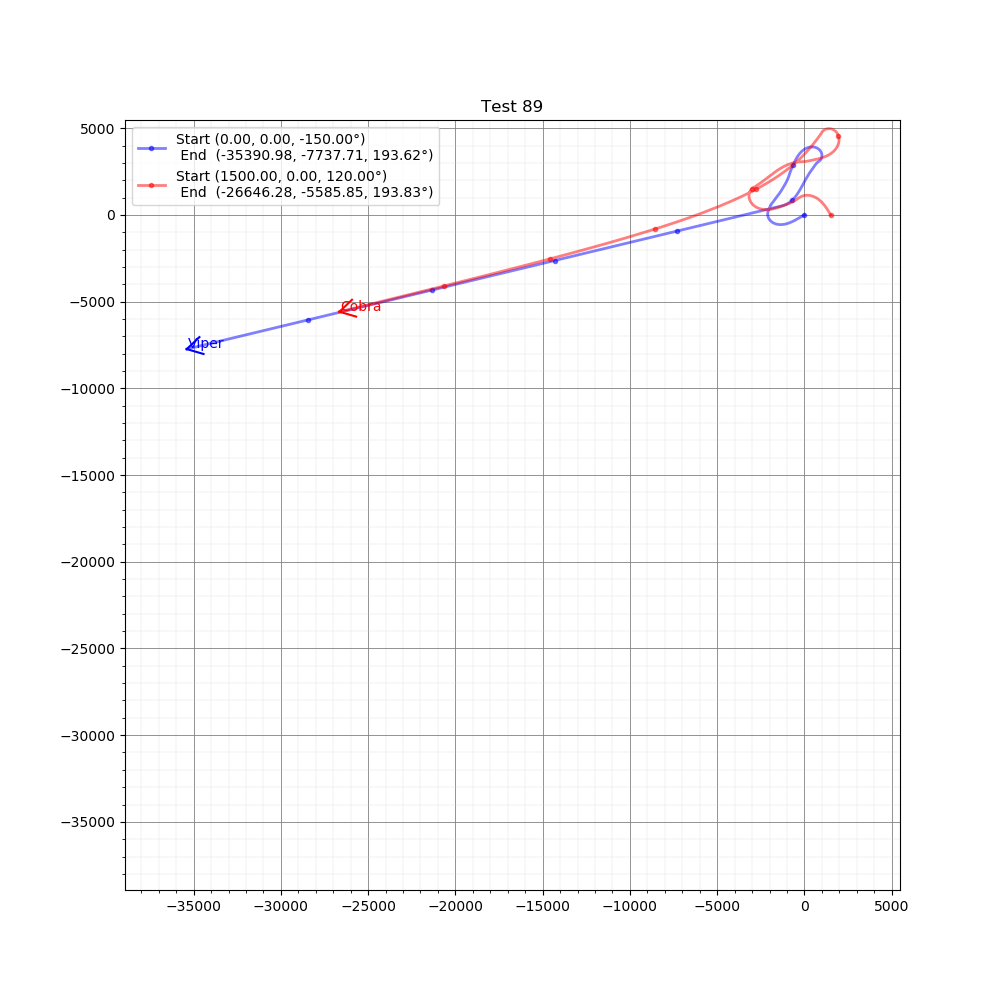 Test 89
Start (0.00, 0.00, -150.00°)
End  (-35390.98, -7737.71, 193.62°)
Start (1500.00, 0.00, 120.00°)
End  (-26646.28, -5585.85, 193.83°)
5000
0
−5000
−10000
−15000
−20000
−25000
−30000
−35000
Cobra
Viper
−35000 −30000 −25000 −20000 −15000 −10000 −5000 0 5000